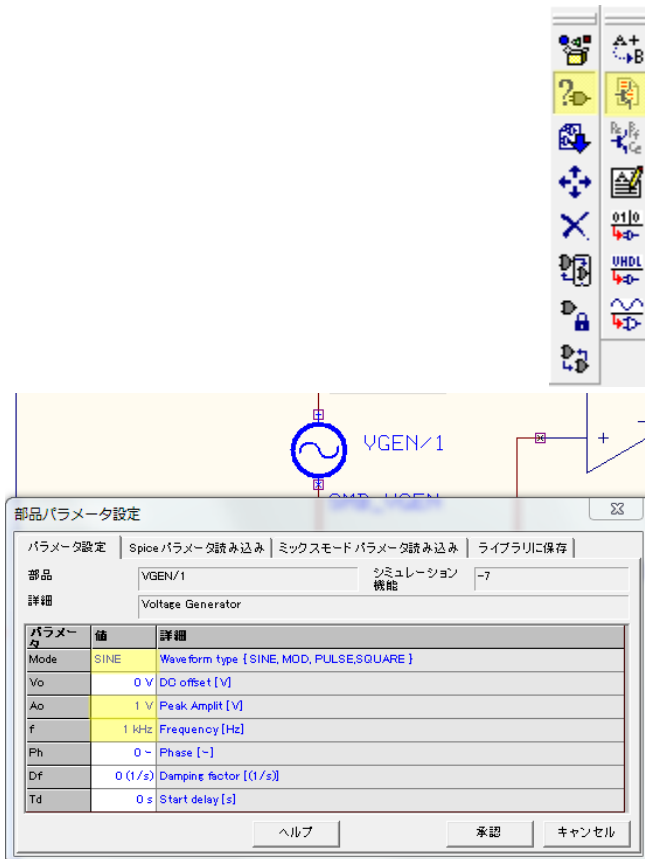 A+
B
?
Rc Rf
Ce
01|0
VHDL
VGEN/1
+
部品パラメータ設定
パラメータ設定 Spiceパラメータ読み込み ミックスモード パラメータ読み込み ライブラリに保存
部品 VGEN/1 シミュレーション機能 -7
詳細 Voltage Generator
パラメータ 値 詳細
Mode SINE Waveform type { SINE, MOD, PULSE,SQUARE }
Vo 0 V DC offset [V]
Ao 1 V Peak Amplit [V]
f 1 kHz Frequency [Hz]
Ph 0 ~ Phase [~]
Df 0 (1/s) Damping factor [(1/s)]
Td 0 s Start delay [s]
ヘルプ 承認 キャンセル